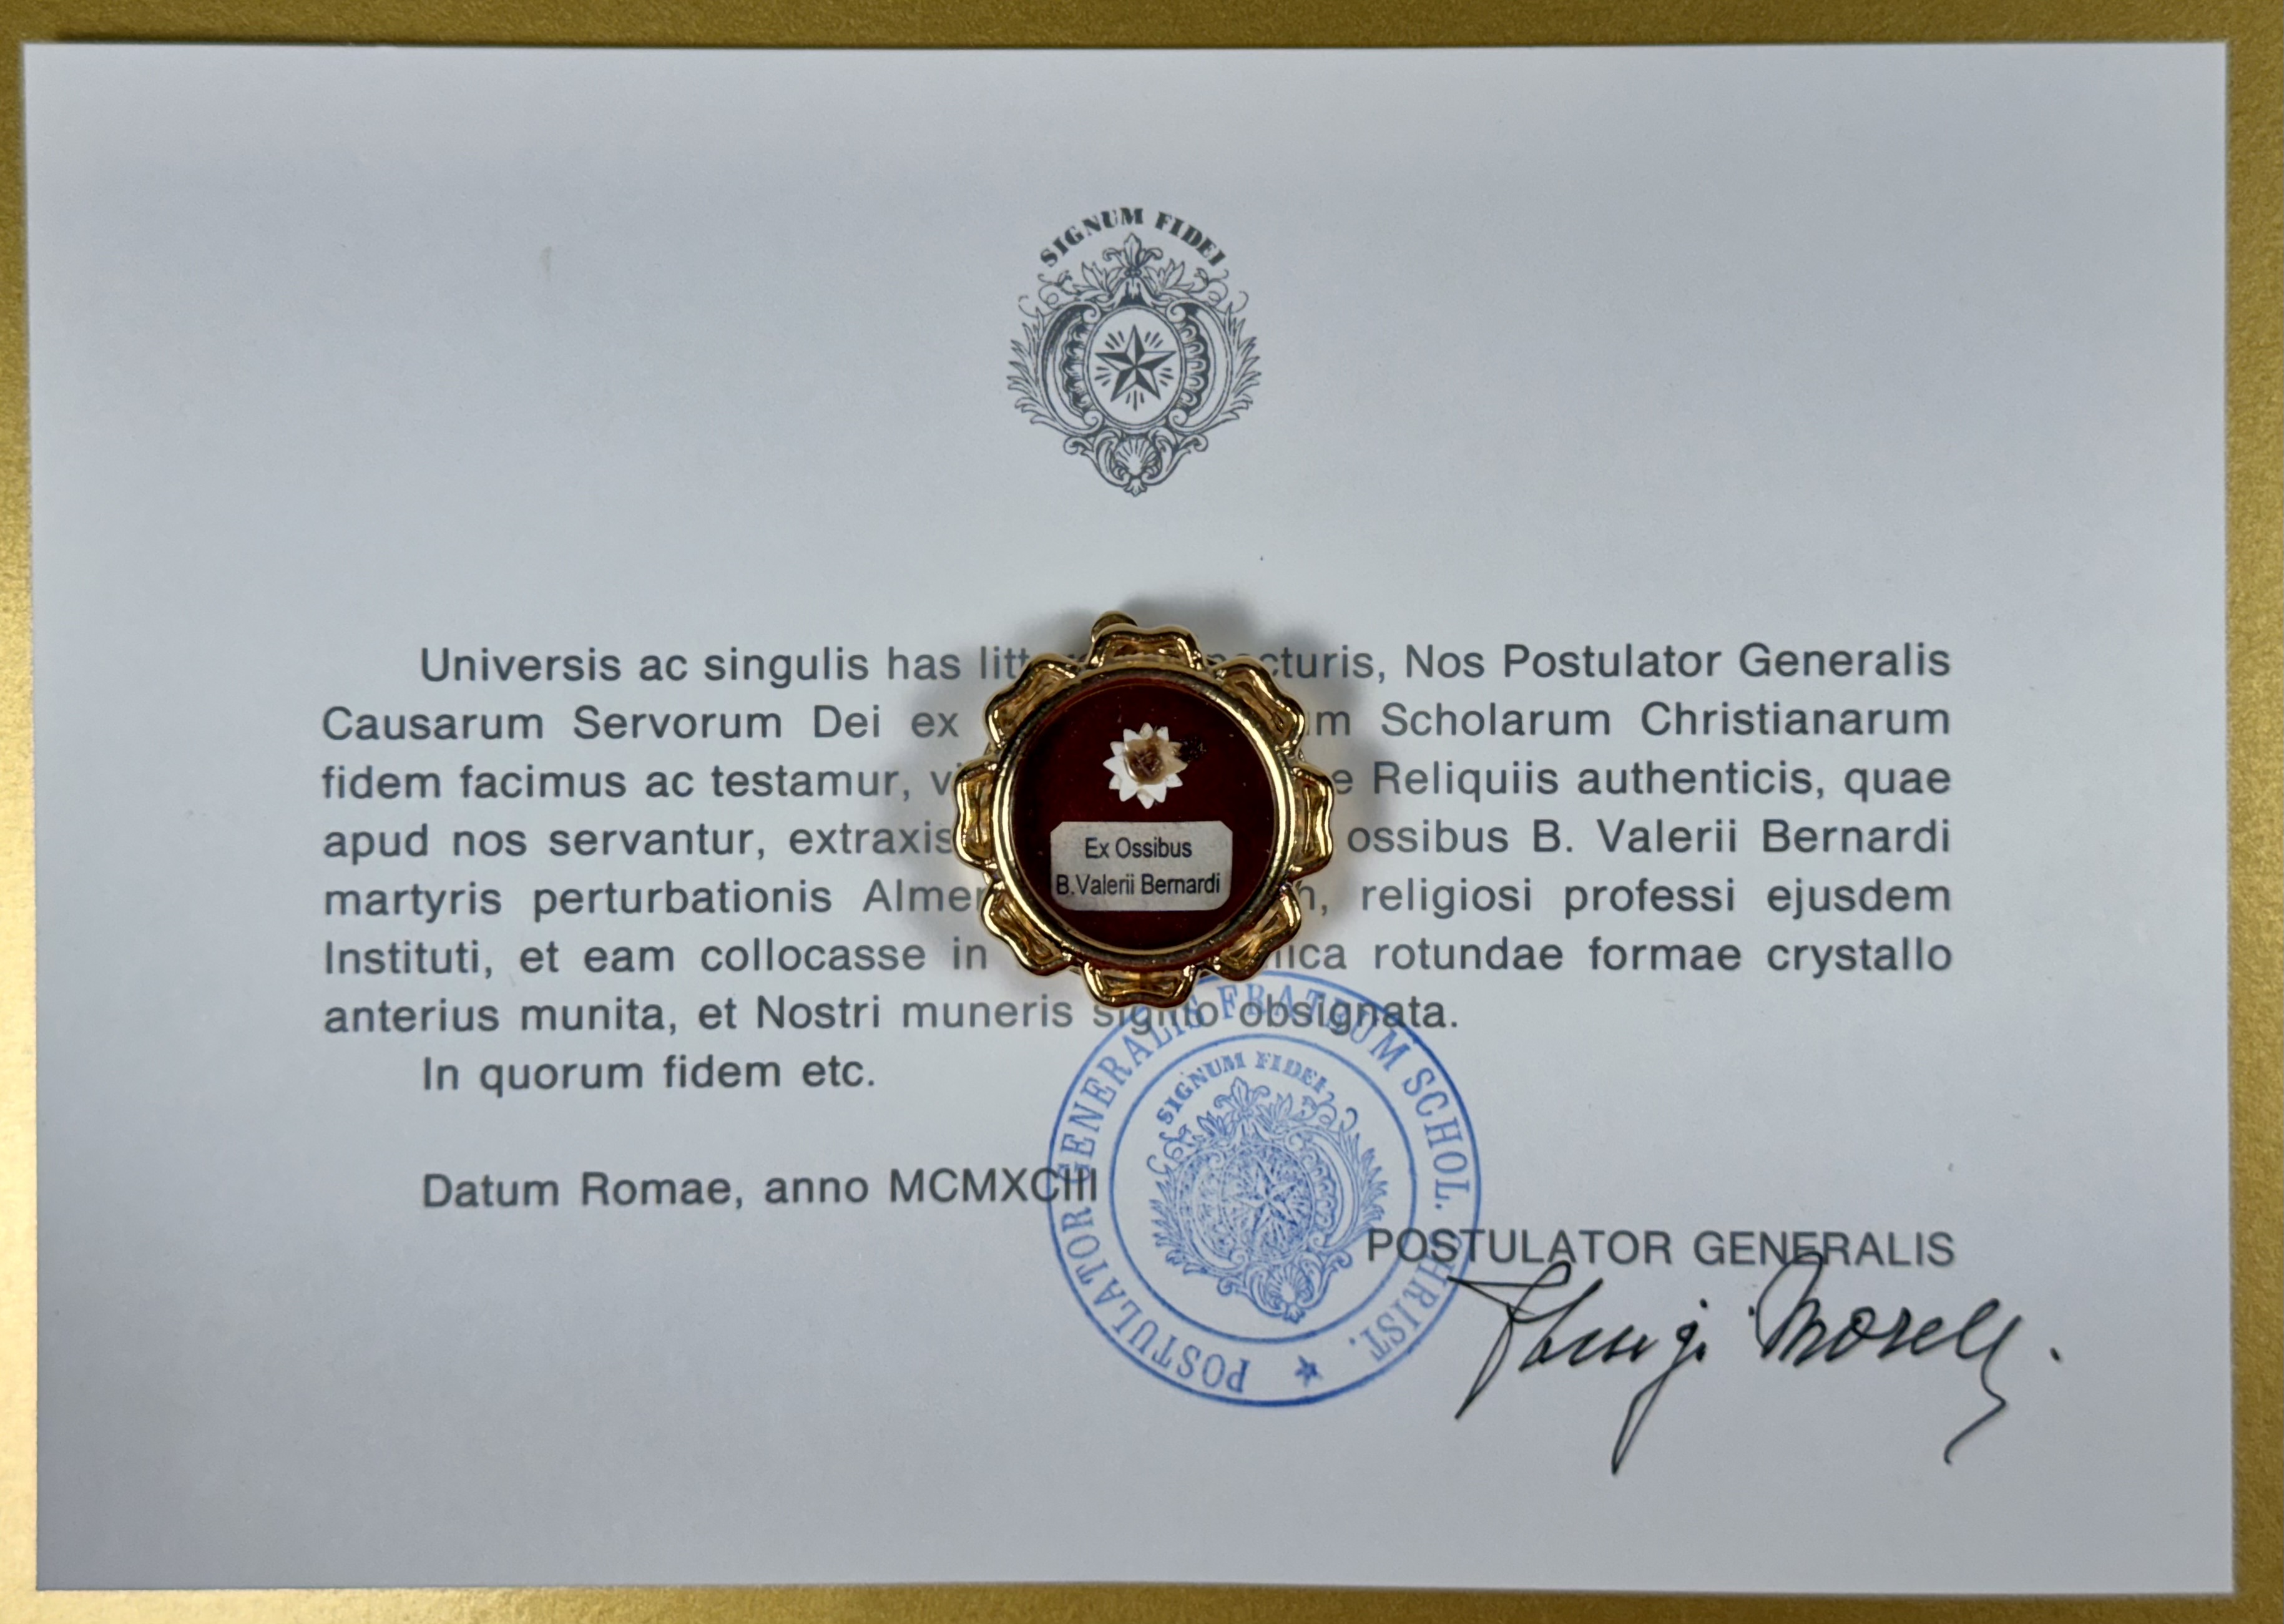 SIGNUM FIDEI
Universis ac singulis has Nos Postulator Generalis
Causarum Servorum Dei ex Scholarum Christianarum
fidem facimus ac testamur, Reliquiis authenticis, quae
apud nos servantur, ossibus B. Valerii Bernardi
martyris perturbationis religiosi professi ejusdem
Instituti, et eam collocasse in rotundae formae crystallo
anterius munita, et Nostri muneris signo obsignata.
In quorum fidem etc.
Datum Romae, anno MCMXCIII
POSTULATOR GENERALIS
Ex Ossibus
B.Valerii Bernardi
POSTULATOR GENERALIS FRATRUM SCHOL. CHRIST.
SIGNUM FIDEI